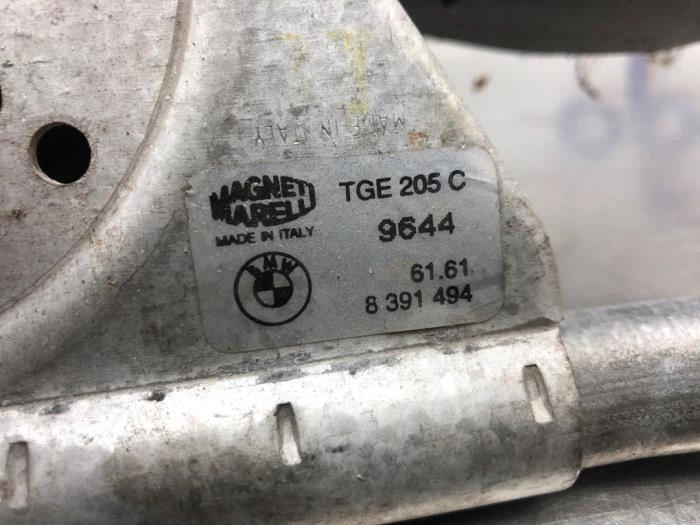 MADE IN ITALY
MAGNETI
MARELLI
MADE IN ITALY
BMW
TGE 205 C
9644
61.61
8 391 494